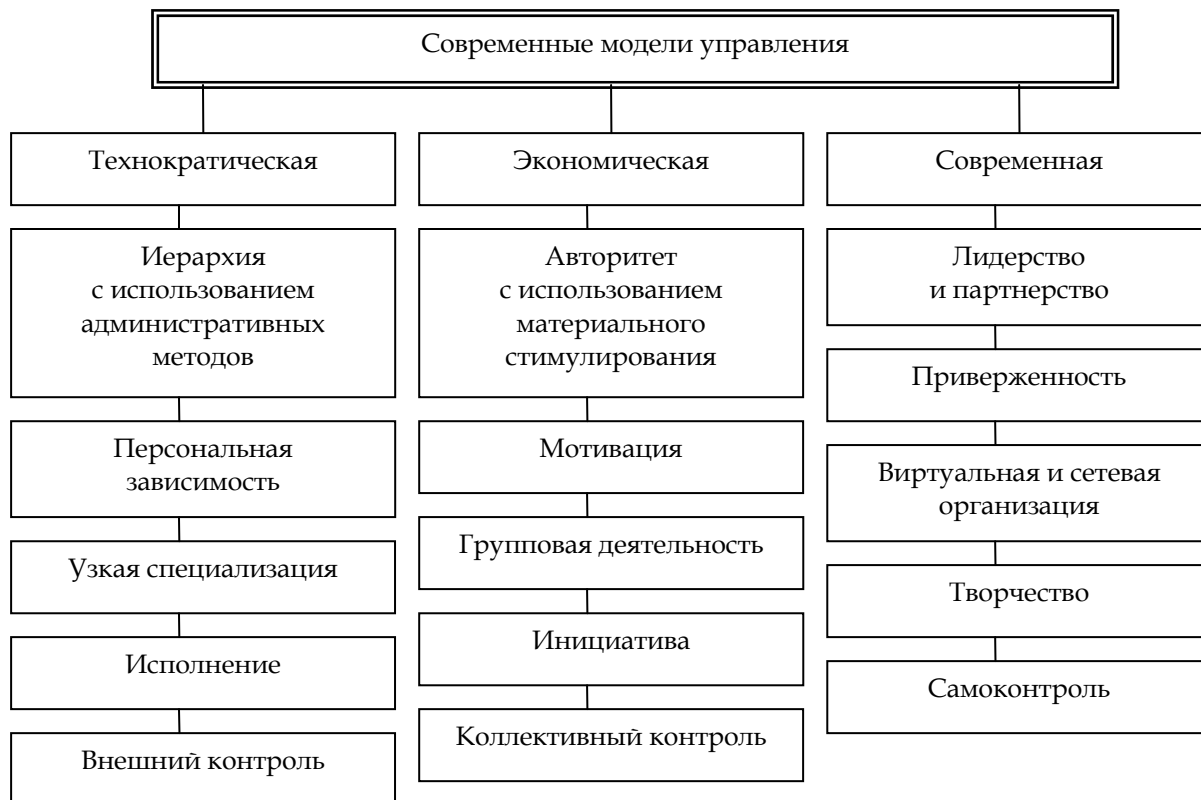 Современные модели управления
Технократическая
Иерархия
с использованием
административных
методов
Персональная
зависимость
Узкая специализация
Исполнение
Внешний контроль
Экономическая
Авторитет
с использованием
материального
стимулирования
Мотивация
Групповая деятельность
Инициатива
Коллективный контроль
Современная
Лидерство
и партнерство
Приверженность
Виртуальная и сетевая
организация
Творчество
Самоконтроль